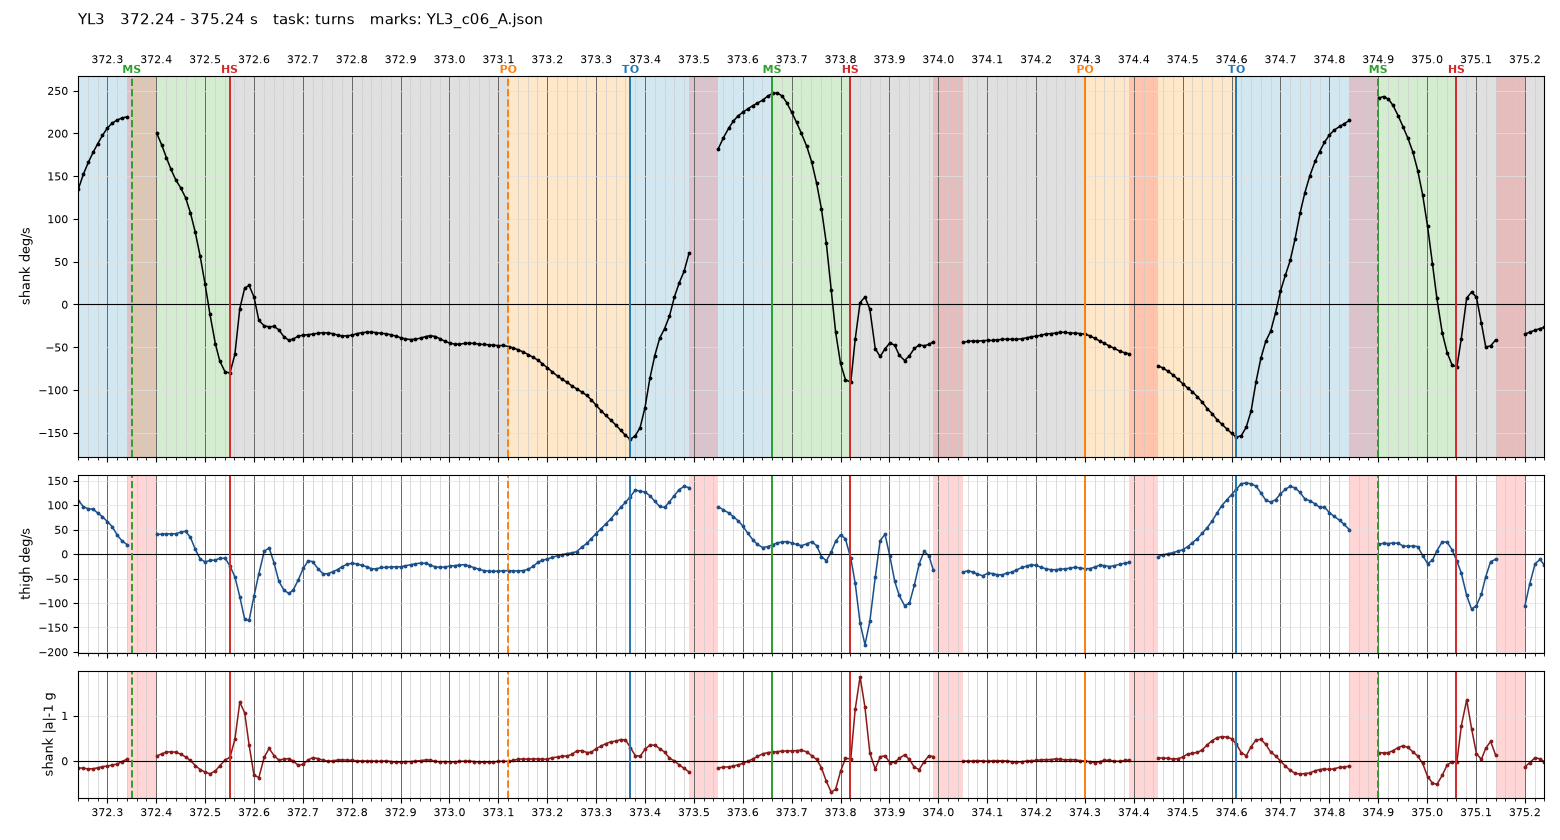 YL3   372.24 - 375.24 s   task: turns   marks: YL3_c06_A.json
372.3 372.4 372.5 372.6 372.7 372.8 372.9 373.0 373.1 373.2 373.3 373.4 373.5 373.6 373.7 373.8 373.9 374.0 374.1 374.2 374.3 374.4 374.5 374.6 374.7 374.8 374.9 375.0 375.1 375.2
MS HS PO TO MS HS PO TO MS HS
250
200
150
100
50
0
−50
−100
−150
shank deg/s
150
100
50
0
−50
−100
−150
−200
thigh deg/s
1
0
shank |a|-1 g
372.3 372.4 372.5 372.6 372.7 372.8 372.9 373.0 373.1 373.2 373.3 373.4 373.5 373.6 373.7 373.8 373.9 374.0 374.1 374.2 374.3 374.4 374.5 374.6 374.7 374.8 374.9 375.0 375.1 375.2